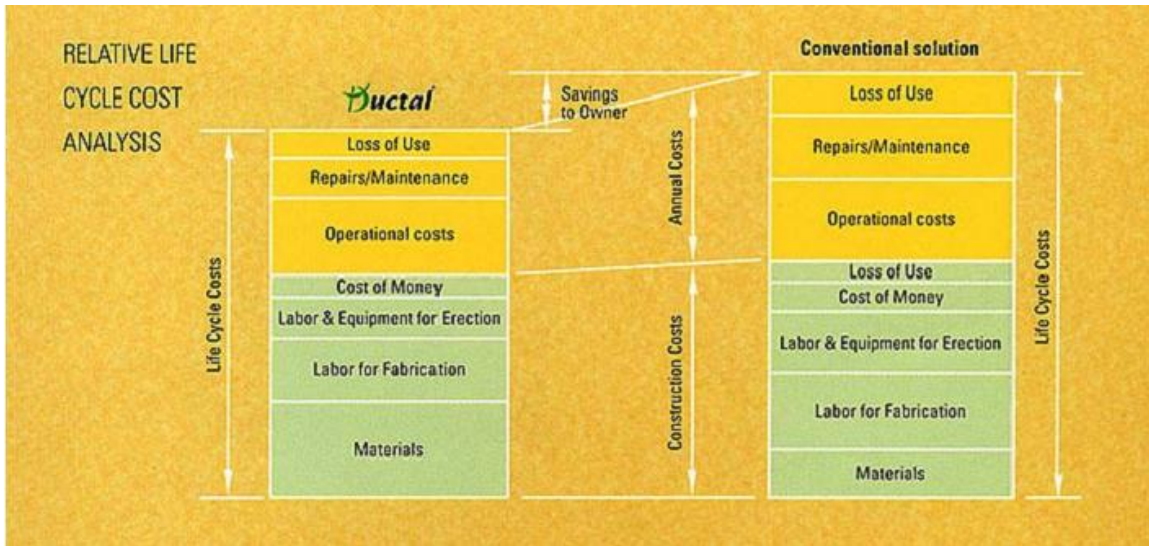 RELATIVE LIFE
CYCLE COST
ANALYSIS
Ductal
Loss of Use
Repairs/Maintenance
Operational costs
Cost of Money
Labor & Equipment for Erection
Labor for Fabrication
Materials
Life Cycle Costs
Savings
to Owner
Annual Costs
Construction Costs
Conventional solution
Loss of Use
Repairs/Maintenance
Operational costs
Loss of Use
Cost of Money
Labor & Equipment for Erection
Labor for Fabrication
Materials
Life Cycle Costs